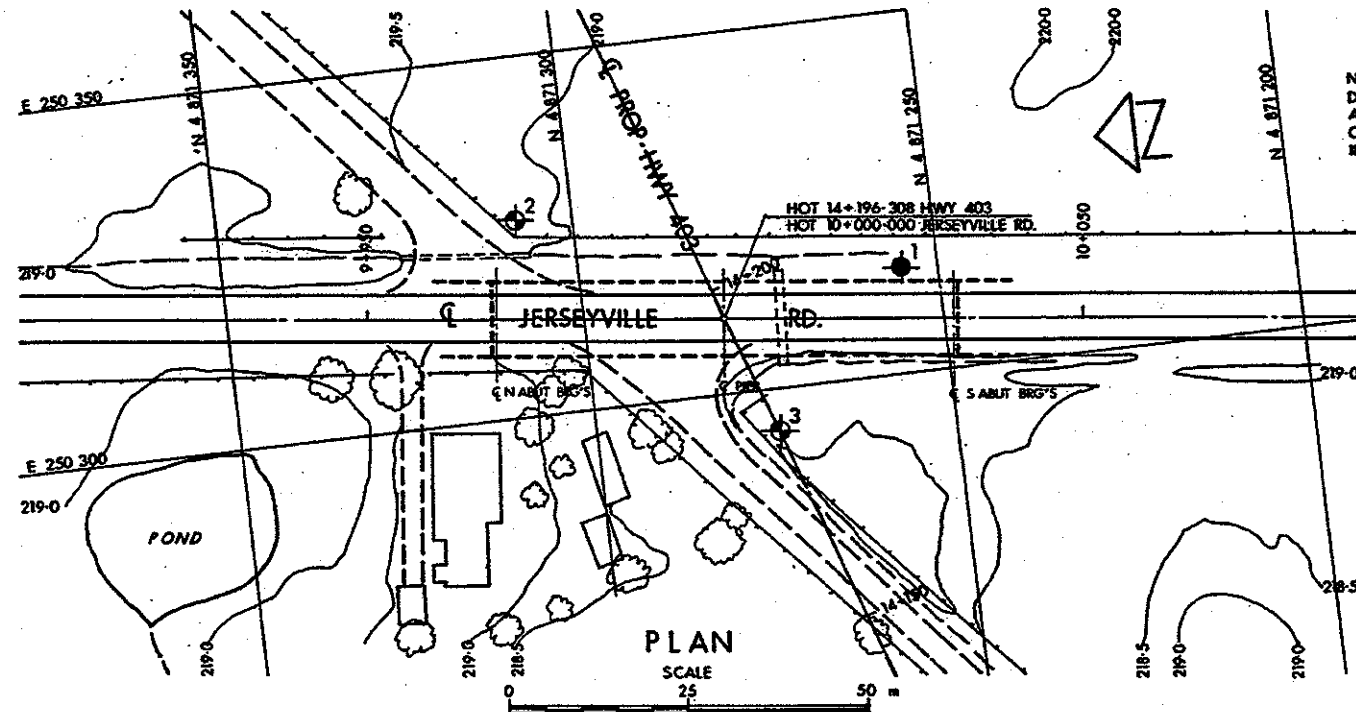 219·5
219·0
220·0
220·0
N 4 871 350
N 4 871 300
N 4 871 250
N 4 871 200
E 250 350
℄ PROP. HWY 403
N
D
A
2
HOT 14+196·308 HWY 403
HOT 10+000·000 JERSEYVILLE RD.
1
9+950
10+050
219·0
14+200
℄ JERSEYVILLE RD.
219·0
℄ N ABUT BRG'S
℄ S ABUT BRG'S
3
E 250 300
219·0
POND
14+150
218·5
PLAN
219·0
219·0
218·5
218·5
219·0
219·0
SCALE
0 25 50 m